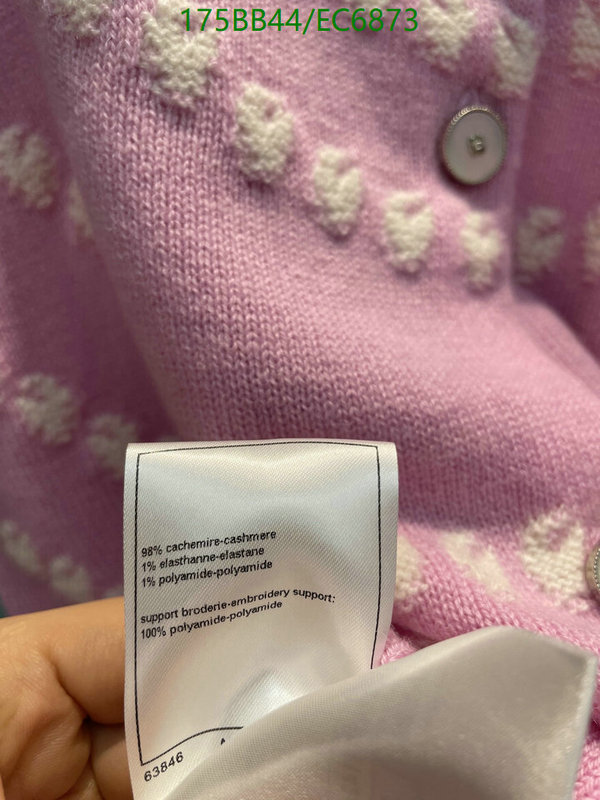 175BB44/EC6873
98% cachemire-cashmere
1% elasthanne-elastane
1% polyamide-polyamide
support broderie-embroidery support:
100% polyamide-polyamide
63846